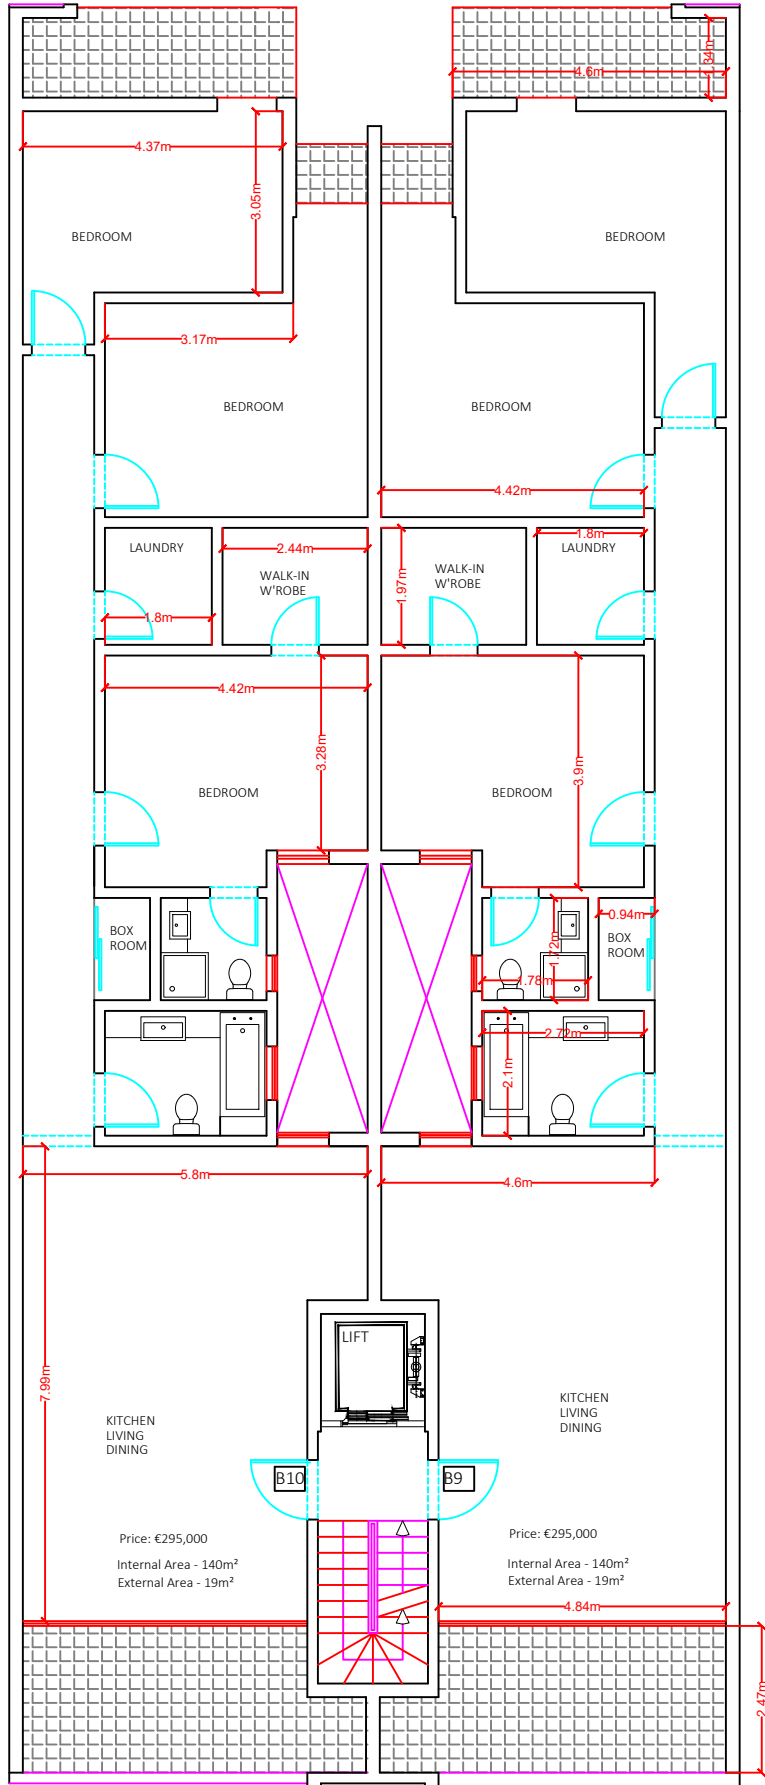 4.6m
1.34m
4.37m
3.05m
BEDROOM
BEDROOM
3.17m
BEDROOM
BEDROOM
4.42m
LAUNDRY
2.44m
1.8m
LAUNDRY
WALK-IN
W'ROBE
WALK-IN
W'ROBE
1.97m
1.8m
4.42m
3.28m
3.9m
BEDROOM
BEDROOM
BOX
ROOM
1.72m
0.94m
BOX
ROOM
1.78m
2.72m
2.1m
5.8m
4.6m
LIFT
7.99m
KITCHEN
LIVING
DINING
KITCHEN
LIVING
DINING
B10
B9
Price: €295,000
Internal Area - 140m²
External Area - 19m²
Price: €295,000
Internal Area - 140m²
External Area - 19m²
4.84m
2.47m